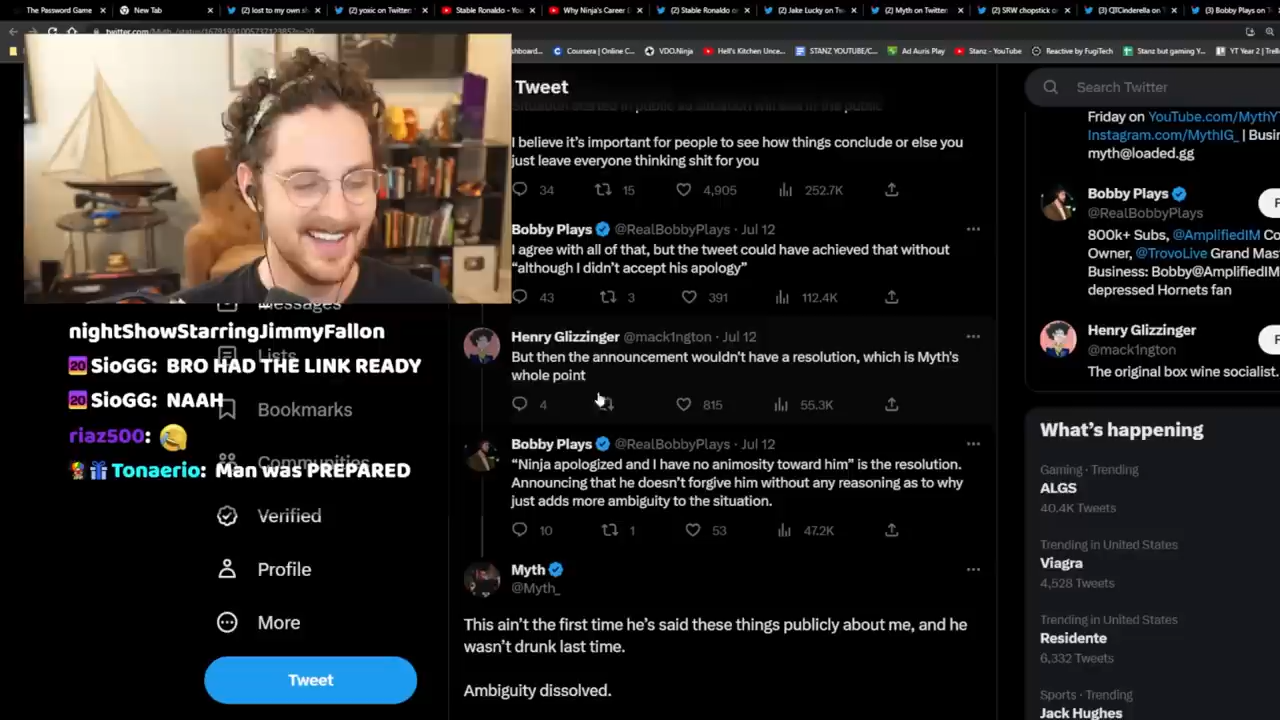 The Password Game
New Tab
(2) lost to my own s
(2) yoxic on Twitter:
Stable Ronaldo - You
Why Ninja's Career
(2) Stable Ronaldo o
(2) Jake Lucky on Tw
(2) Myth on Twitter:
(2) SRW chopstick o
(3) QTCinderella on
(3) Bobby Plays on T
Coursera | Online C...
VDO.Ninja
Hell's Kitchen Unce...
STANZ YOUTUBE/C...
Ad Auris Play
Stanz - YouTube
Reactive by FugiTech
Stanz but gaming Y...
YT Year 2 | Trell
Tweet
Search Twitter
I believe it's important for people to see how things conclude or else you
just leave everyone thinking shit for you
34 15 4,905 252.7K
Bobby Plays @RealBobbyPlays · Jul 12
I agree with all of that, but the tweet could have achieved that without
“although I didn't accept his apology”
43 3 391 112.4K
Henry Glizzinger @mack1ngton · Jul 12
But then the announcement wouldn't have a resolution, which is Myth's
whole point
4 815 55.3K
Bobby Plays @RealBobbyPlays · Jul 12
“Ninja apologized and I have no animosity toward him” is the resolution.
Announcing that he doesn't forgive him without any reasoning as to why
just adds more ambiguity to the situation.
10 1 53 47.2K
Myth
@Myth_
This ain't the first time he's said these things publicly about me, and he
wasn't drunk last time.
Ambiguity dissolved.
Messages
nightShowStarringJimmyFallon
Lists
SioGG: BRO HAD THE LINK READY
SioGG: NAAH
Bookmarks
riaz500:
Communities
Tonaerio: Man was PREPARED
Verified
Profile
More
Tweet
Friday on YouTube.com/MythY
Instagram.com/MythIG_ | Busi
myth@loaded.gg
Bobby Plays
@RealBobbyPlays
800k+ Subs, @AmplifiedIM Co
Owner, @TrovoLive Grand Mas
Business: Bobby@AmplifiedIM
depressed Hornets fan
Henry Glizzinger
@mack1ngton
The original box wine socialist.
What's happening
Gaming · Trending
ALGS
40.4K Tweets
Trending in United States
Viagra
4,528 Tweets
Trending in United States
Residente
6,332 Tweets
Sports · Trending
Jack Hughes